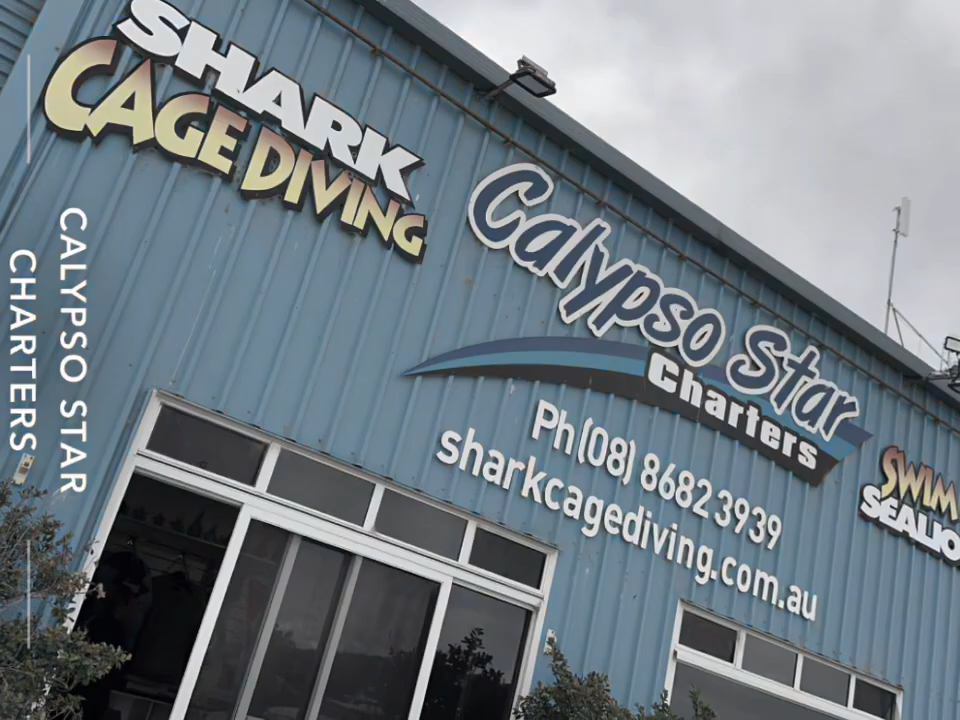 SHARK
CAGE DIVING
Calypso Star
Charters
Ph (08) 8682 3939
sharkcagediving.com.au
SWIM
SEALIO
CALYPSO STAR
CHARTERS